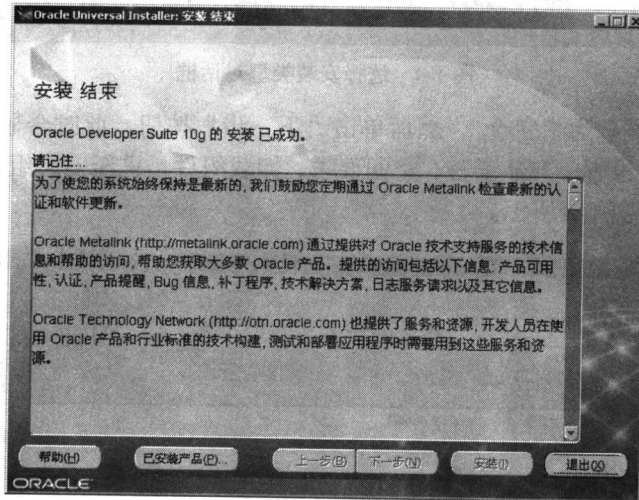 Oracle Universal Installer: 安装 结束
安装 结束
Oracle Developer Suite 10g 的 安装 已成功。
请记住...
为了使您的系统始终保持是最新的, 我们鼓励您定期通过 Oracle Metalink 检查最新的认
证和软件更新。
Oracle Metalink (http://metalink.oracle.com) 通过提供对 Oracle 技术支持服务的技术信
息和帮助的访问, 帮助您获取大多数 Oracle 产品。提供的访问包括以下信息: 产品可用
性, 认证, 产品提醒, Bug 信息, 补丁程序, 技术解决方案, 日志服务请求以及其它信息。
Oracle Technology Network (http://otn.oracle.com) 也提供了服务和资源, 开发人员在使
用 Oracle 产品和行业标准的技术构建, 测试和部署应用程序时需要用到这些服务和资
源。
帮助(H) 已安装产品(P)... 上一步(B) 下一步(N) 安装(I) 退出(X)
ORACLE